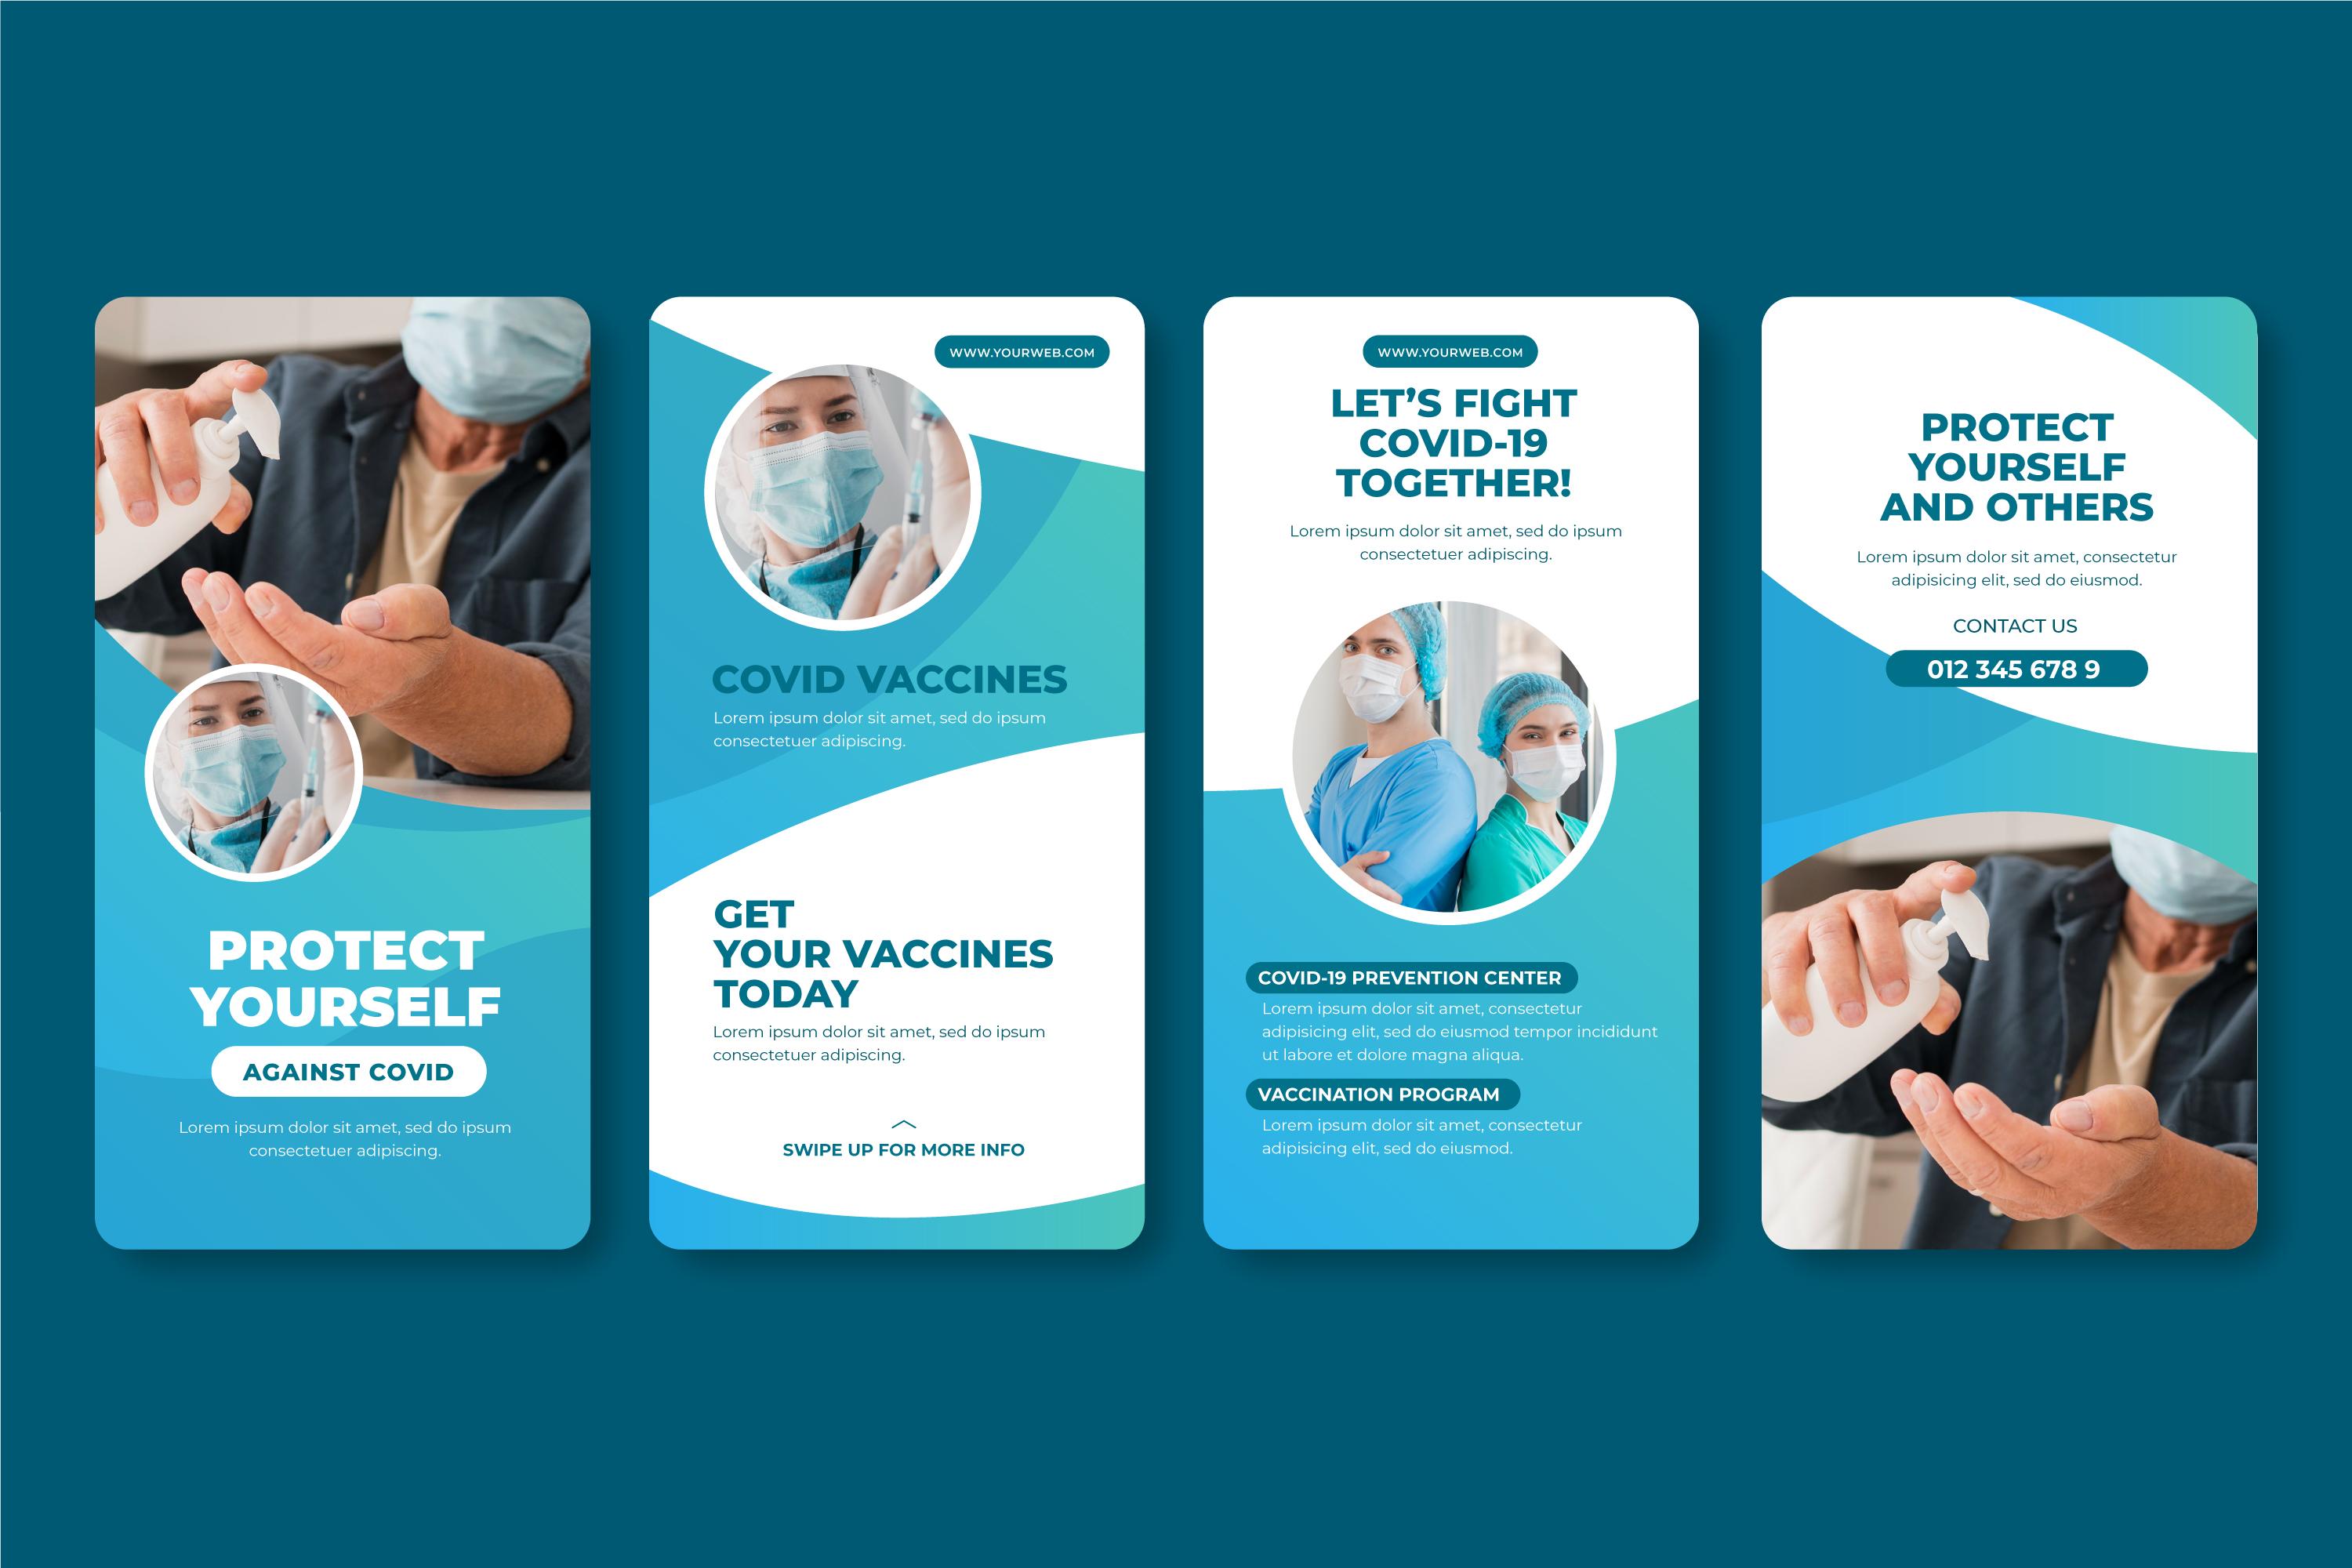 PROTECT
YOURSELF
AGAINST COVID
Lorem ipsum dolor sit amet, sed do ipsum
consectetuer adipiscing.
WWW.YOURWEB.COM
COVID VACCINES
Lorem ipsum dolor sit amet, sed do ipsum
consectetuer adipiscing.
GET
YOUR VACCINES
TODAY
Lorem ipsum dolor sit amet, sed do ipsum
consectetuer adipiscing.
SWIPE UP FOR MORE INFO
WWW.YOURWEB.COM
LET’S FIGHT
COVID-19
TOGETHER!
Lorem ipsum dolor sit amet, sed do ipsum
consectetuer adipiscing.
COVID-19 PREVENTION CENTER
Lorem ipsum dolor sit amet, consectetur
adipisicing elit, sed do eiusmod tempor incididunt
ut labore et dolore magna aliqua.
VACCINATION PROGRAM
Lorem ipsum dolor sit amet, consectetur
adipisicing elit, sed do eiusmod.
PROTECT
YOURSELF
AND OTHERS
Lorem ipsum dolor sit amet, consectetur
adipisicing elit, sed do eiusmod.
CONTACT US
012 345 678 9